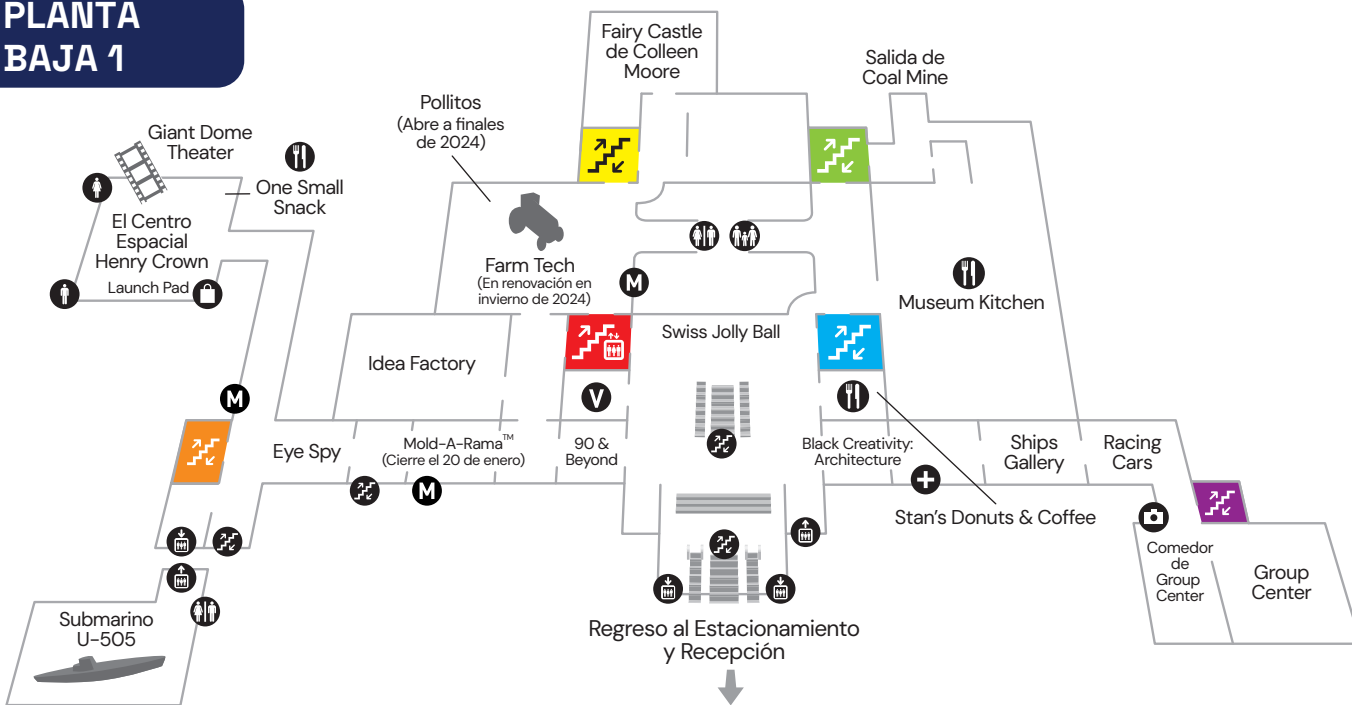 PLANTA
BAJA 1
Fairy Castle
de Colleen
Moore
Salida de
Coal Mine
Pollitos
(Abre a finales
de 2024)
Giant Dome
Theater
One Small
Snack
El Centro
Espacial
Henry Crown
Launch Pad
Farm Tech
(En renovación en
invierno de 2024)
M
Museum Kitchen
Swiss Jolly Ball
Idea Factory
V
M
Eye Spy
Mold-A-Rama™
(Cierre el 20 de enero)
M
90 &
Beyond
Black Creativity:
Architecture
Ships
Gallery
Racing
Cars
Stan's Donuts & Coffee
Comedor
de
Group
Center
Group
Center
Submarino
U-505
Regreso al Estacionamiento
y Recepción